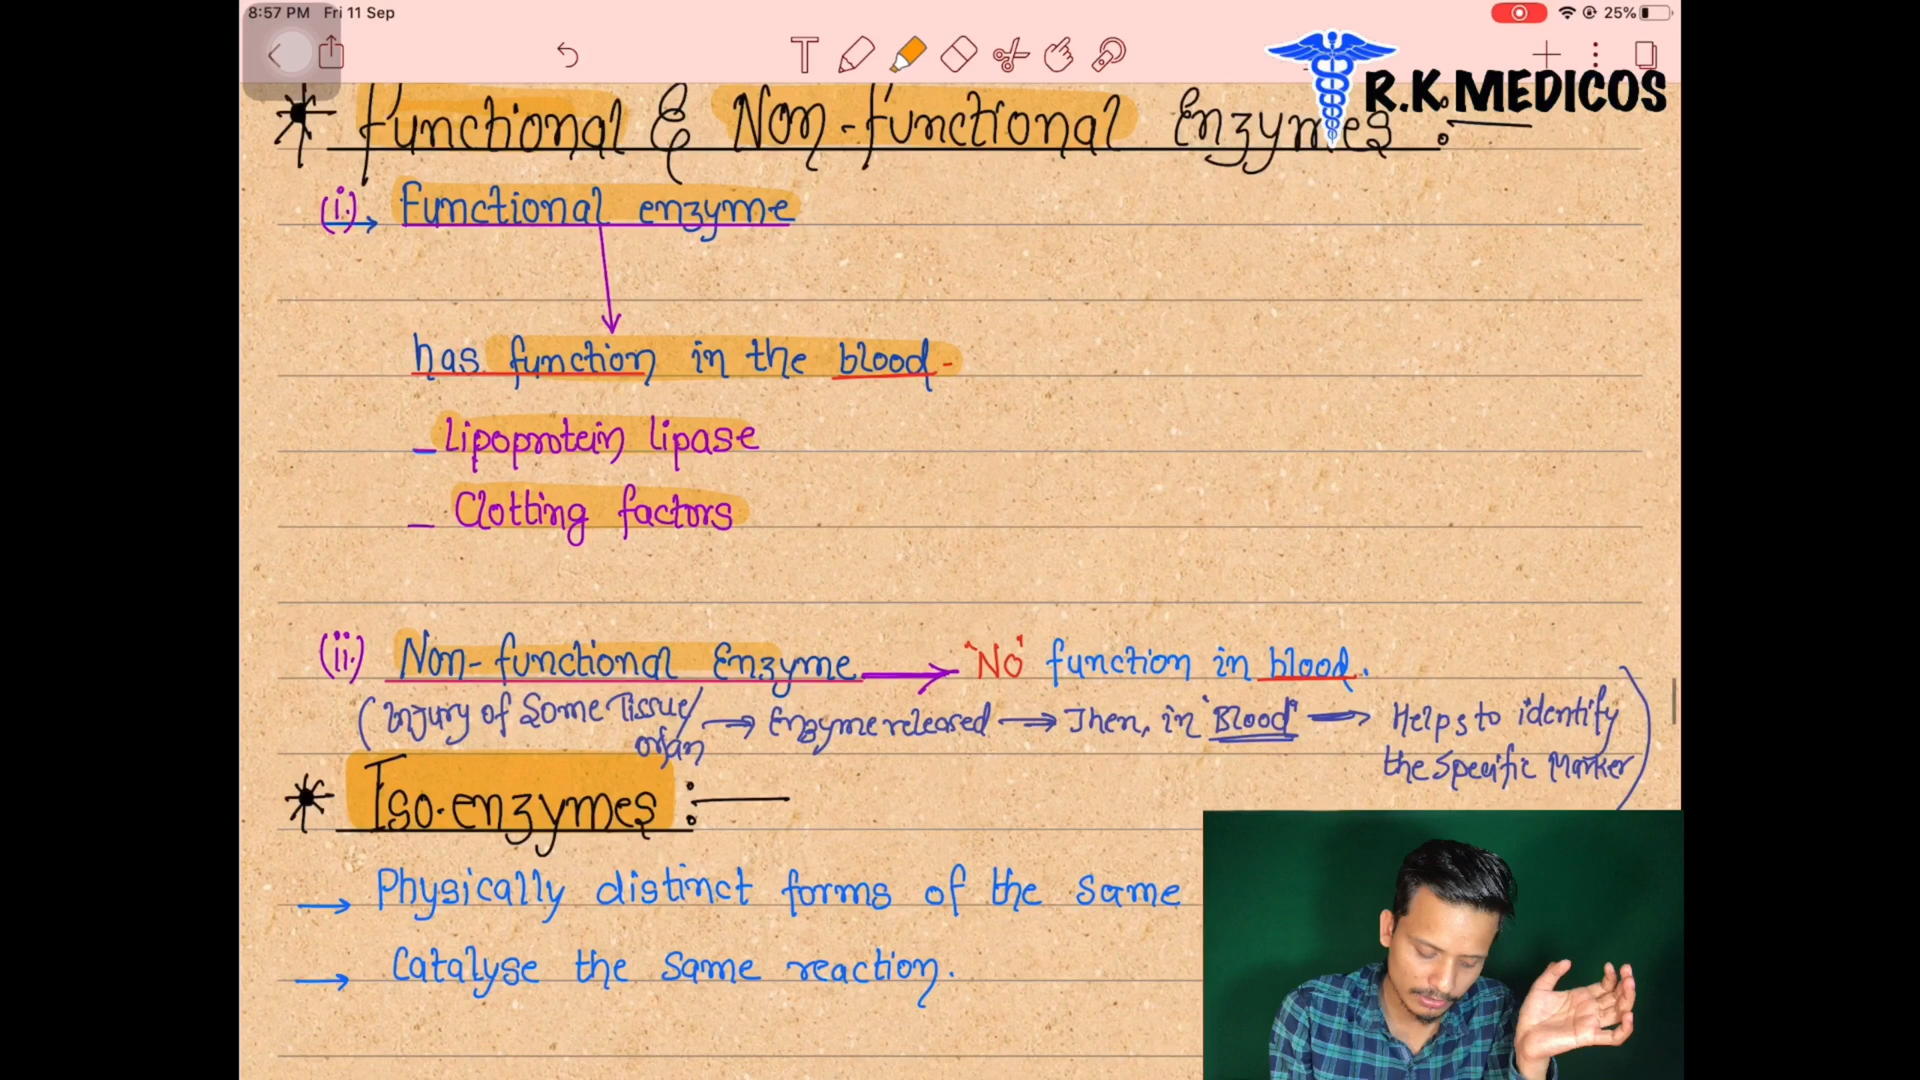 8:57 PM Fri 11 Sep
25%
T
R.K MEDICOS
* Functional & Non-functional Enzymes :-
(i) → Functional enzyme
has function in the blood -
- Lipoprotein lipase
- Clotting factors
(ii) Non-functional Enzyme → "NO" function in blood.
(Injury of Some Tissue/organ → Enzyme released → Then, in "Blood" → Helps to identify
the Specific Marker)
* Iso-enzymes :-
→ Physically distinct forms of the same
→ Catalyse the same reaction.